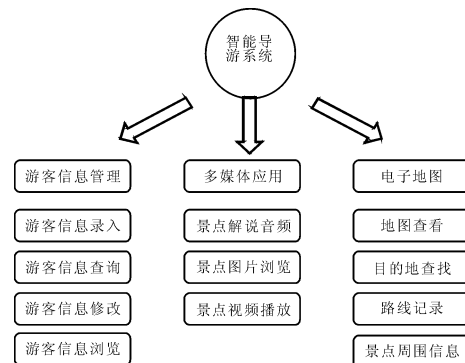 智能导
游系统
游客信息管理
游客信息录入
游客信息查询
游客信息修改
游客信息浏览
多媒体应用
景点解说音频
景点图片浏览
景点视频播放
电子地图
地图查看
目的地查找
路线记录
景点周围信息